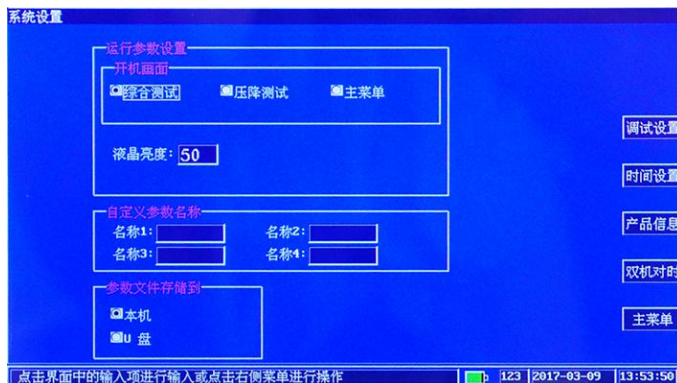 系统设置
运行参数设置
开机画面
综合测试 压降测试 主菜单
液晶亮度: 50
调试设置
时间设置
自定义参数名称
名称1: 名称2:
名称3: 名称4:
产品信息
双机对时
参数文件存储到
本机
U 盘
主菜单
点击界面中的输入项进行输入或点击右侧菜单进行操作 123 2017-03-09 13:53:50